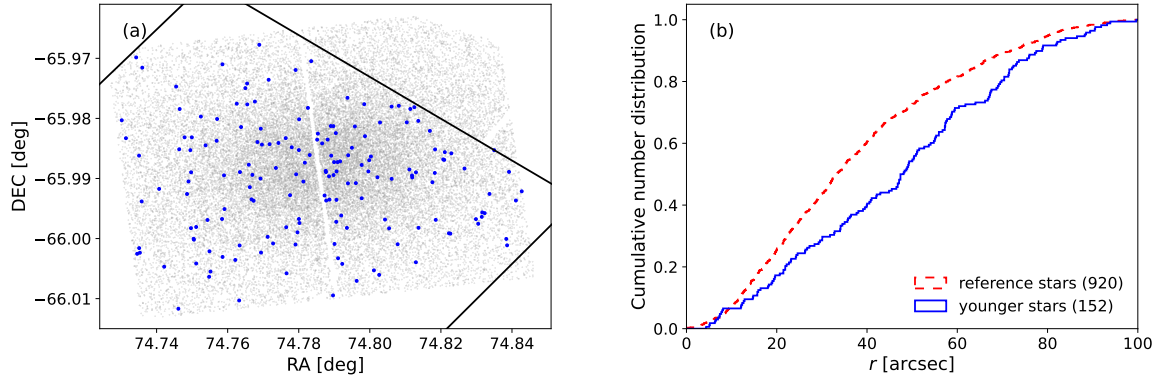 (a)
−65.97
−65.98
−65.99
−66.00
−66.01
DEC [deg]
74.74 74.76 74.78 74.80 74.82 74.84
RA [deg]
(b)
1.0
0.8
0.6
0.4
0.2
0.0
Cumulative number distribution
reference stars (920)
younger stars (152)
0 20 40 60 80 100
r [arcsec]